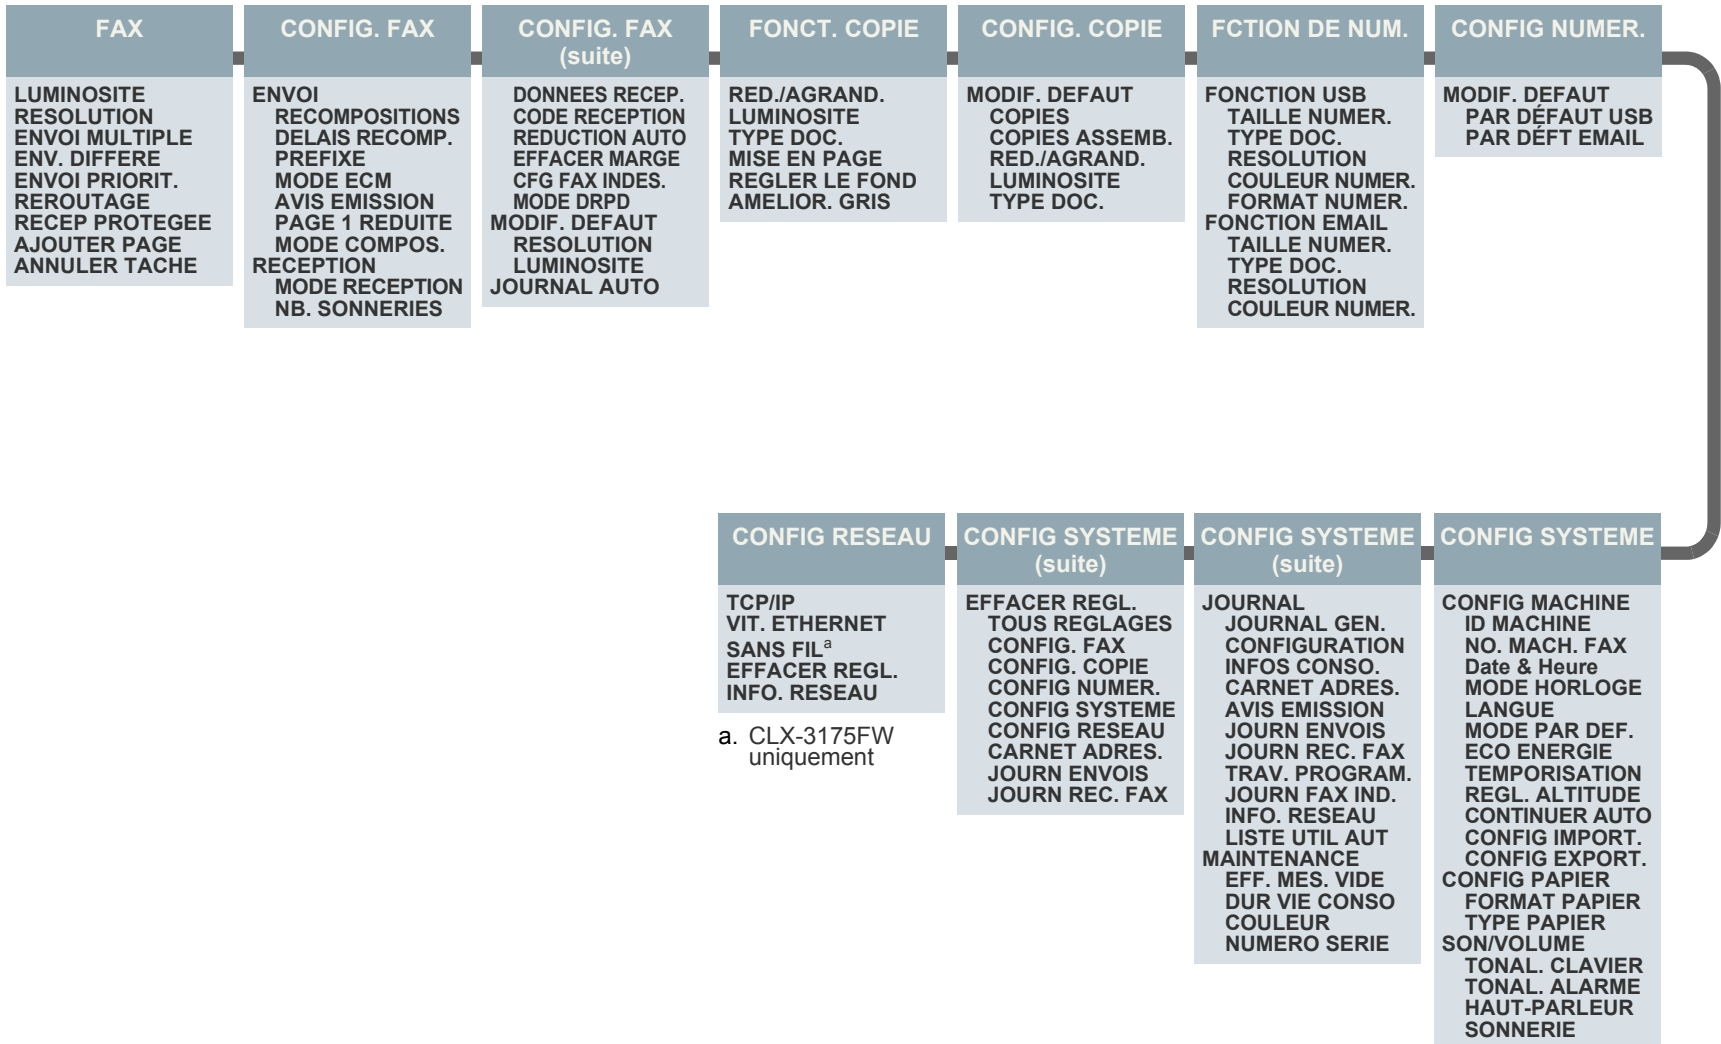 FAX
LUMINOSITE
RESOLUTION
ENVOI MULTIPLE
ENV. DIFFERE
ENVOI PRIORIT.
REROUTAGE
RECEP PROTEGEE
AJOUTER PAGE
ANNULER TACHE
CONFIG. FAX
ENVOI
RECOMPOSITIONS
DELAIS RECOMP.
PREFIXE
MODE ECM
AVIS EMISSION
PAGE 1 REDUITE
MODE COMPOS.
RECEPTION
MODE RECEPTION
NB. SONNERIES
CONFIG. FAX
(suite)
DONNEES RECEP.
CODE RECEPTION
REDUCTION AUTO
EFFACER MARGE
CFG FAX INDES.
MODE DRPD
MODIF. DEFAUT
RESOLUTION
LUMINOSITE
JOURNAL AUTO
FONCT. COPIE
RED./AGRAND.
LUMINOSITE
TYPE DOC.
MISE EN PAGE
REGLER LE FOND
AMELIOR. GRIS
CONFIG. COPIE
MODIF. DEFAUT
COPIES
COPIES ASSEMB.
RED./AGRAND.
LUMINOSITE
TYPE DOC.
FCTION DE NUM.
FONCTION USB
TAILLE NUMER.
TYPE DOC.
RESOLUTION
COULEUR NUMER.
FORMAT NUMER.
FONCTION EMAIL
TAILLE NUMER.
TYPE DOC.
RESOLUTION
COULEUR NUMER.
CONFIG NUMER.
MODIF. DEFAUT
PAR DÉFAUT USB
PAR DÉFT EMAIL
CONFIG RESEAU
TCP/IP
VIT. ETHERNET
SANS FILa
EFFACER REGL.
INFO. RESEAU
a. CLX-3175FW
uniquement
CONFIG SYSTEME
(suite)
EFFACER REGL.
TOUS REGLAGES
CONFIG. FAX
CONFIG. COPIE
CONFIG NUMER.
CONFIG SYSTEME
CONFIG RESEAU
CARNET ADRES.
JOURN ENVOIS
JOURN REC. FAX
CONFIG SYSTEME
(suite)
JOURNAL
JOURNAL GEN.
CONFIGURATION
INFOS CONSO.
CARNET ADRES.
AVIS EMISSION
JOURN ENVOIS
JOURN REC. FAX
TRAV. PROGRAM.
JOURN FAX IND.
INFO. RESEAU
LISTE UTIL AUT
MAINTENANCE
EFF. MES. VIDE
DUR VIE CONSO
COULEUR
NUMERO SERIE
CONFIG SYSTEME
CONFIG MACHINE
ID MACHINE
NO. MACH. FAX
Date & Heure
MODE HORLOGE
LANGUE
MODE PAR DEF.
ECO ENERGIE
TEMPORISATION
REGL. ALTITUDE
CONTINUER AUTO
CONFIG IMPORT.
CONFIG EXPORT.
CONFIG PAPIER
FORMAT PAPIER
TYPE PAPIER
SON/VOLUME
TONAL. CLAVIER
TONAL. ALARME
HAUT-PARLEUR
SONNERIE